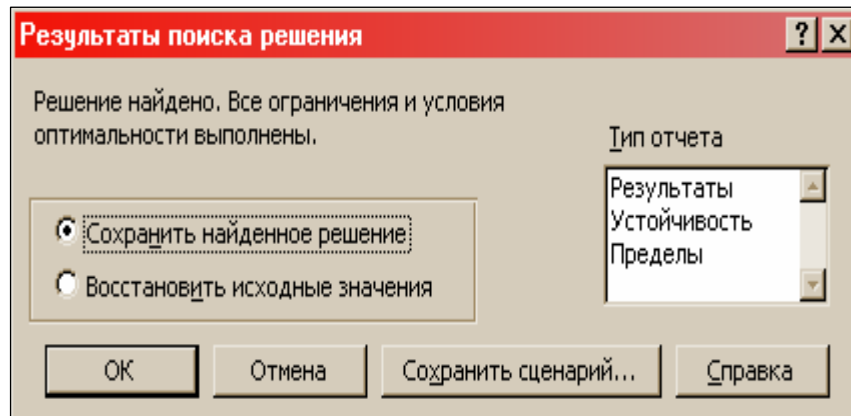 Результаты поиска решения
Решение найдено. Все ограничения и условия
оптимальности выполнены.
Тип отчета
Результаты
Устойчивость
Пределы
Сохранить найденное решение
Восстановить исходные значения
ОК
Отмена
Сохранить сценарий...
Справка